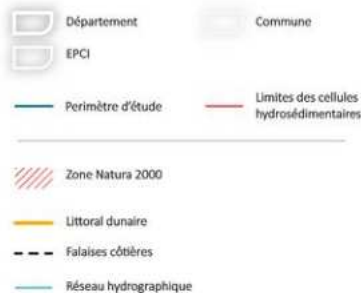 Département
Commune
EPCI
Perimètre d'étude
Limites des cellules
hydrosédimentaires
Zone Natura 2000
Littoral dunaire
Falaises côtières
Réseau hydrographique